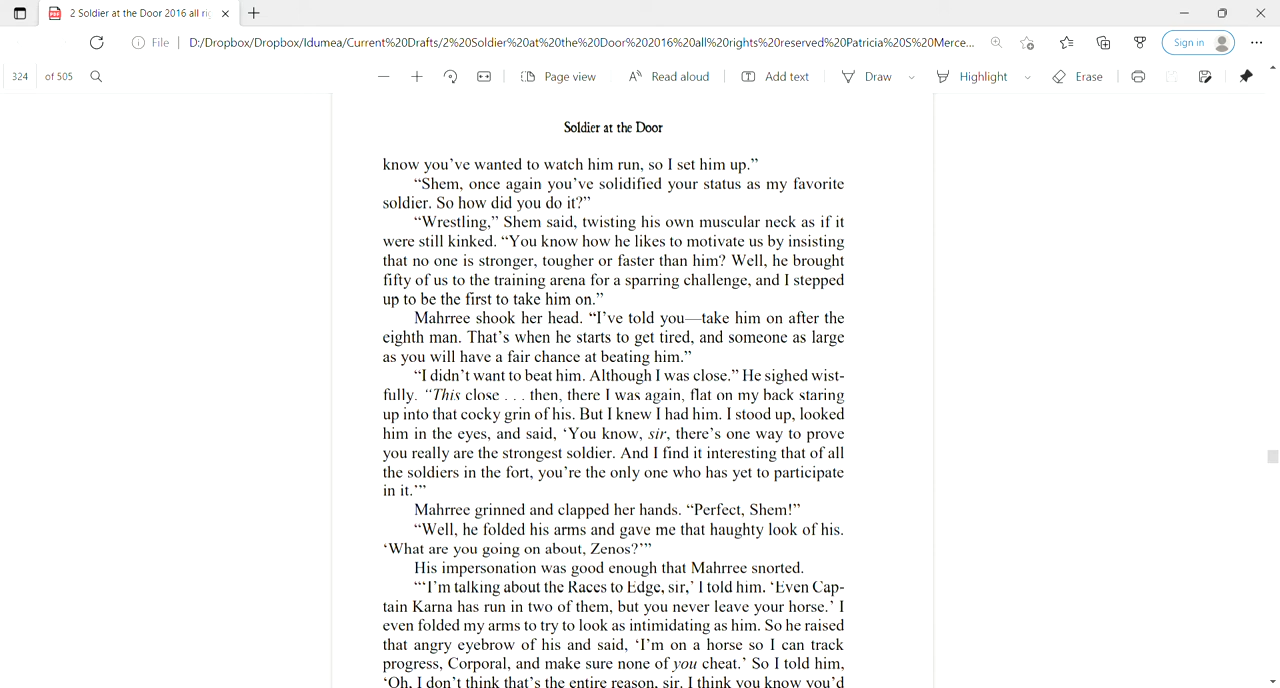 2 Soldier at the Door 2016 all ri
File
D:/Dropbox/Dropbox/Idumea/Current%20Drafts/2%20Soldier%20at%20the%20Door%202016%20all%20rights%20reserved%20Patricia%20S%20Merce...
Sign in
324 of 505
Page view
Read aloud
Add text
Draw
Highlight
Erase
Soldier at the Door
know you’ve wanted to watch him run, so I set him up.”
“Shem, once again you’ve solidified your status as my favorite
soldier. So how did you do it?”
“Wrestling,” Shem said, twisting his own muscular neck as if it
were still kinked. “You know how he likes to motivate us by insisting
that no one is stronger, tougher or faster than him? Well, he brought
fifty of us to the training arena for a sparring challenge, and I stepped
up to be the first to take him on.”
Mahrree shook her head. “I’ve told you—take him on after the
eighth man. That’s when he starts to get tired, and someone as large
as you will have a fair chance at beating him.”
“I didn’t want to beat him. Although I was close.” He sighed wist-
fully. “This close . . . then, there I was again, flat on my back staring
up into that cocky grin of his. But I knew I had him. I stood up, looked
him in the eyes, and said, ‘You know, sir, there’s one way to prove
you really are the strongest soldier. And I find it interesting that of all
the soldiers in the fort, you’re the only one who has yet to participate
in it.’”
Mahrree grinned and clapped her hands. “Perfect, Shem!”
“Well, he folded his arms and gave me that haughty look of his.
‘What are you going on about, Zenos?’”
His impersonation was good enough that Mahrree snorted.
“‘I’m talking about the Races to Edge, sir,’ I told him. ‘Even Cap-
tain Karna has run in two of them, but you never leave your horse.’ I
even folded my arms to try to look as intimidating as him. So he raised
that angry eyebrow of his and said, ‘I’m on a horse so I can track
progress, Corporal, and make sure none of you cheat.’ So I told him,
‘Oh, I don’t think that’s the entire reason, sir. I think you know you’d